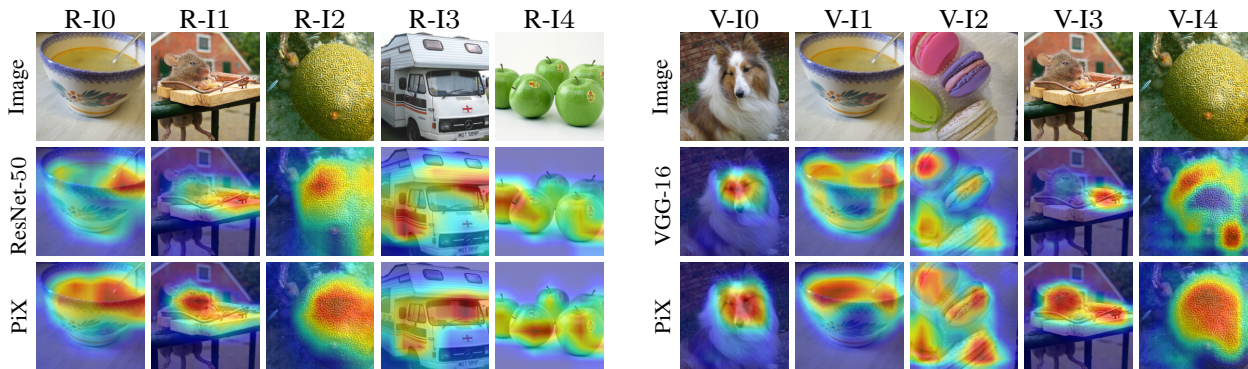 R-I0 R-I1 R-I2 R-I3 R-I4 V-I0 V-I1 V-I2 V-I3 V-I4
Image Image
ResNet-50 VGG-16
PiX PiX